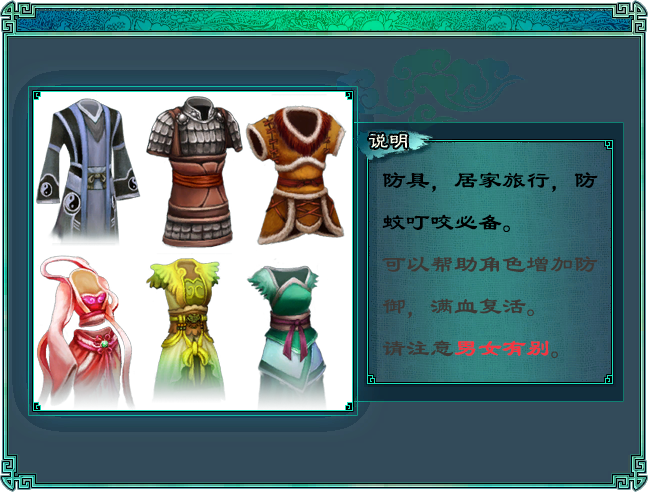 说明
防具，居家旅行，防
蚊叮咬必备。
可以帮助角色增加防
御，满血复活。
请注意男女有别。